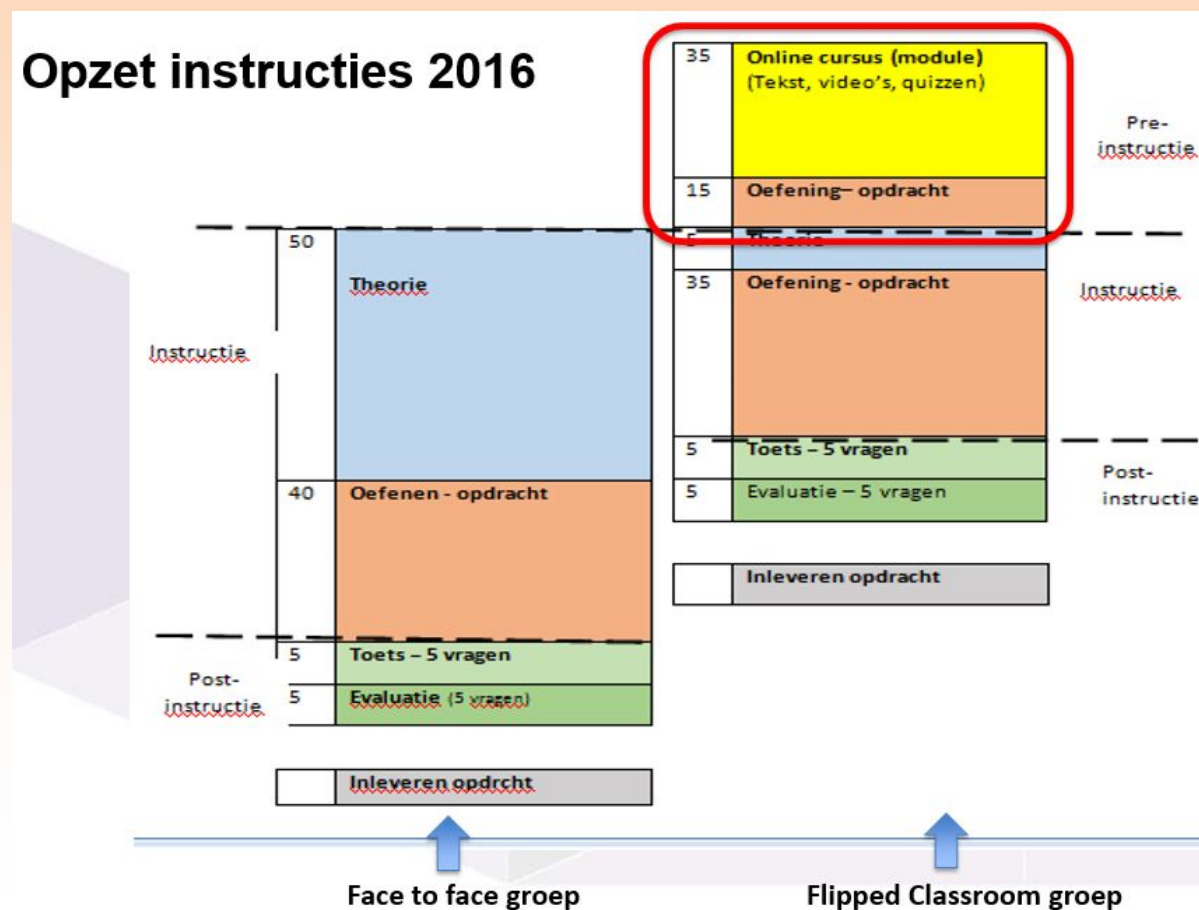 Opzet instructies 2016
35
Online cursus (module)
(Tekst, video's, quizzen)
Pre-
instructie
15
Oefening– opdracht
5
Theorie
35
Oefening - opdracht
Instructie
5
Toets – 5 vragen
5
Evaluatie – 5 vragen
Post-
instructie
Inleveren opdracht
50
Theorie
Instructie
40
Oefenen - opdracht
5
Toets – 5 vragen
Post-
instructie
5
Evaluatie (5 vragen)
Inleveren opdrcht
Face to face groep
Flipped Classroom groep